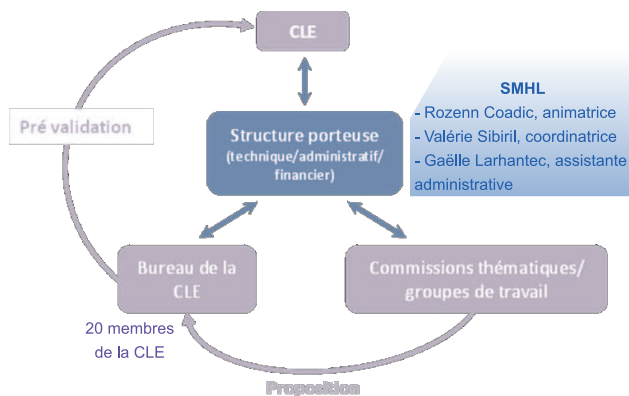 CLE
SMHL
- Rozenn Coadic, animatrice
- Valérie Sibiril, coordinatrice
- Gaëlle Larhantec, assistante
administrative
Pré validation
Structure porteuse
(technique/administratif/
financier)
Bureau de la
CLE
Commissions thématiques/
groupes de travail
20 membres
de la CLE
Proposition